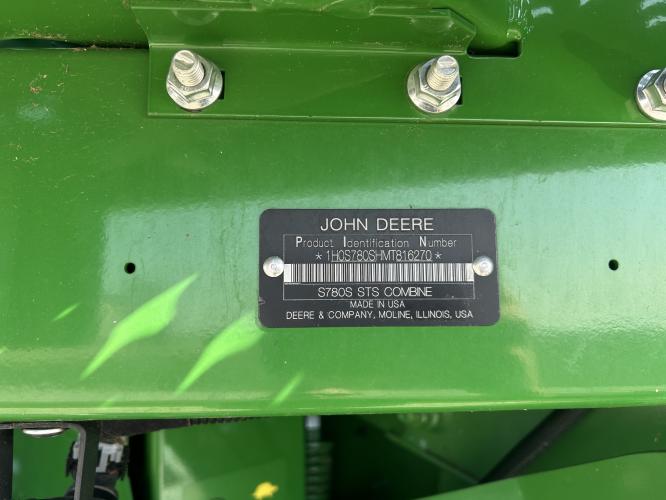 JOHN DEERE
Product Identification Number
*1H0S780SHMT816270*
S780S STS COMBINE
MADE IN USA
DEERE & COMPANY, MOLINE, ILLINOIS, USA